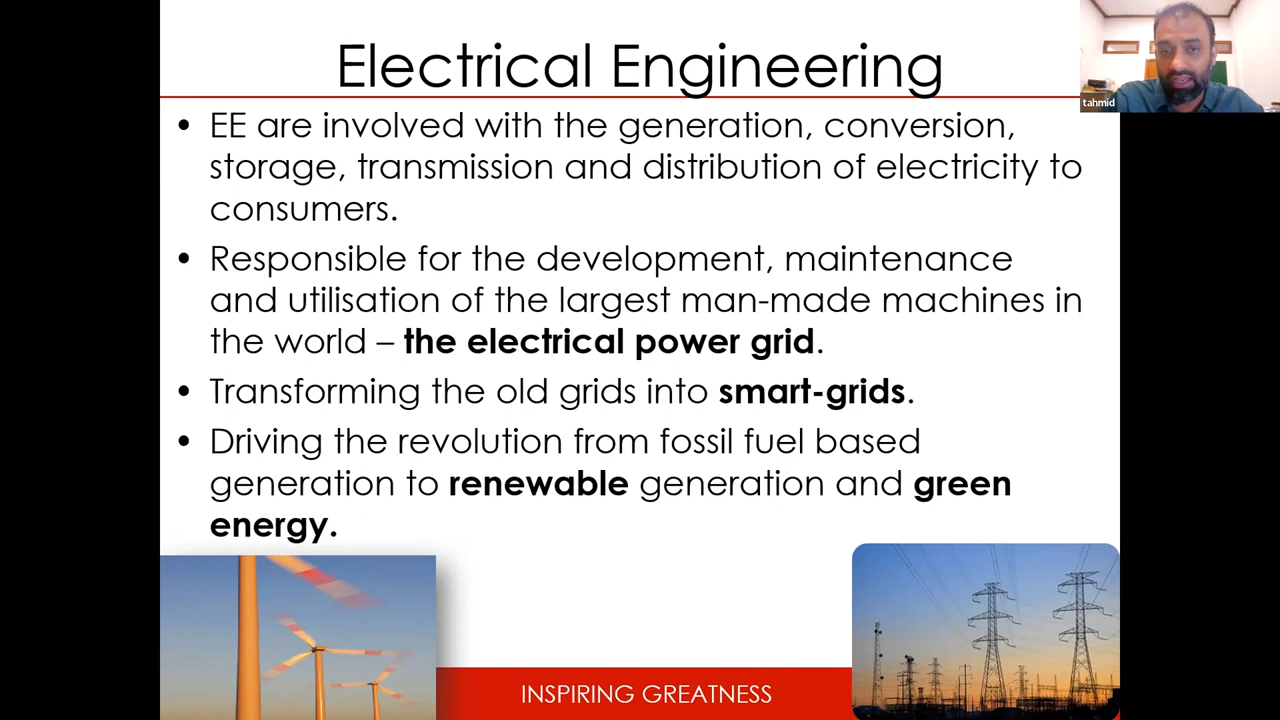 Electrical Engineering
tahmid
• EE are involved with the generation, conversion,
storage, transmission and distribution of electricity to
consumers.
• Responsible for the development, maintenance
and utilisation of the largest man-made machines in
the world – the electrical power grid.
• Transforming the old grids into smart-grids.
• Driving the revolution from fossil fuel based
generation to renewable generation and green
energy.
INSPIRING GREATNESS